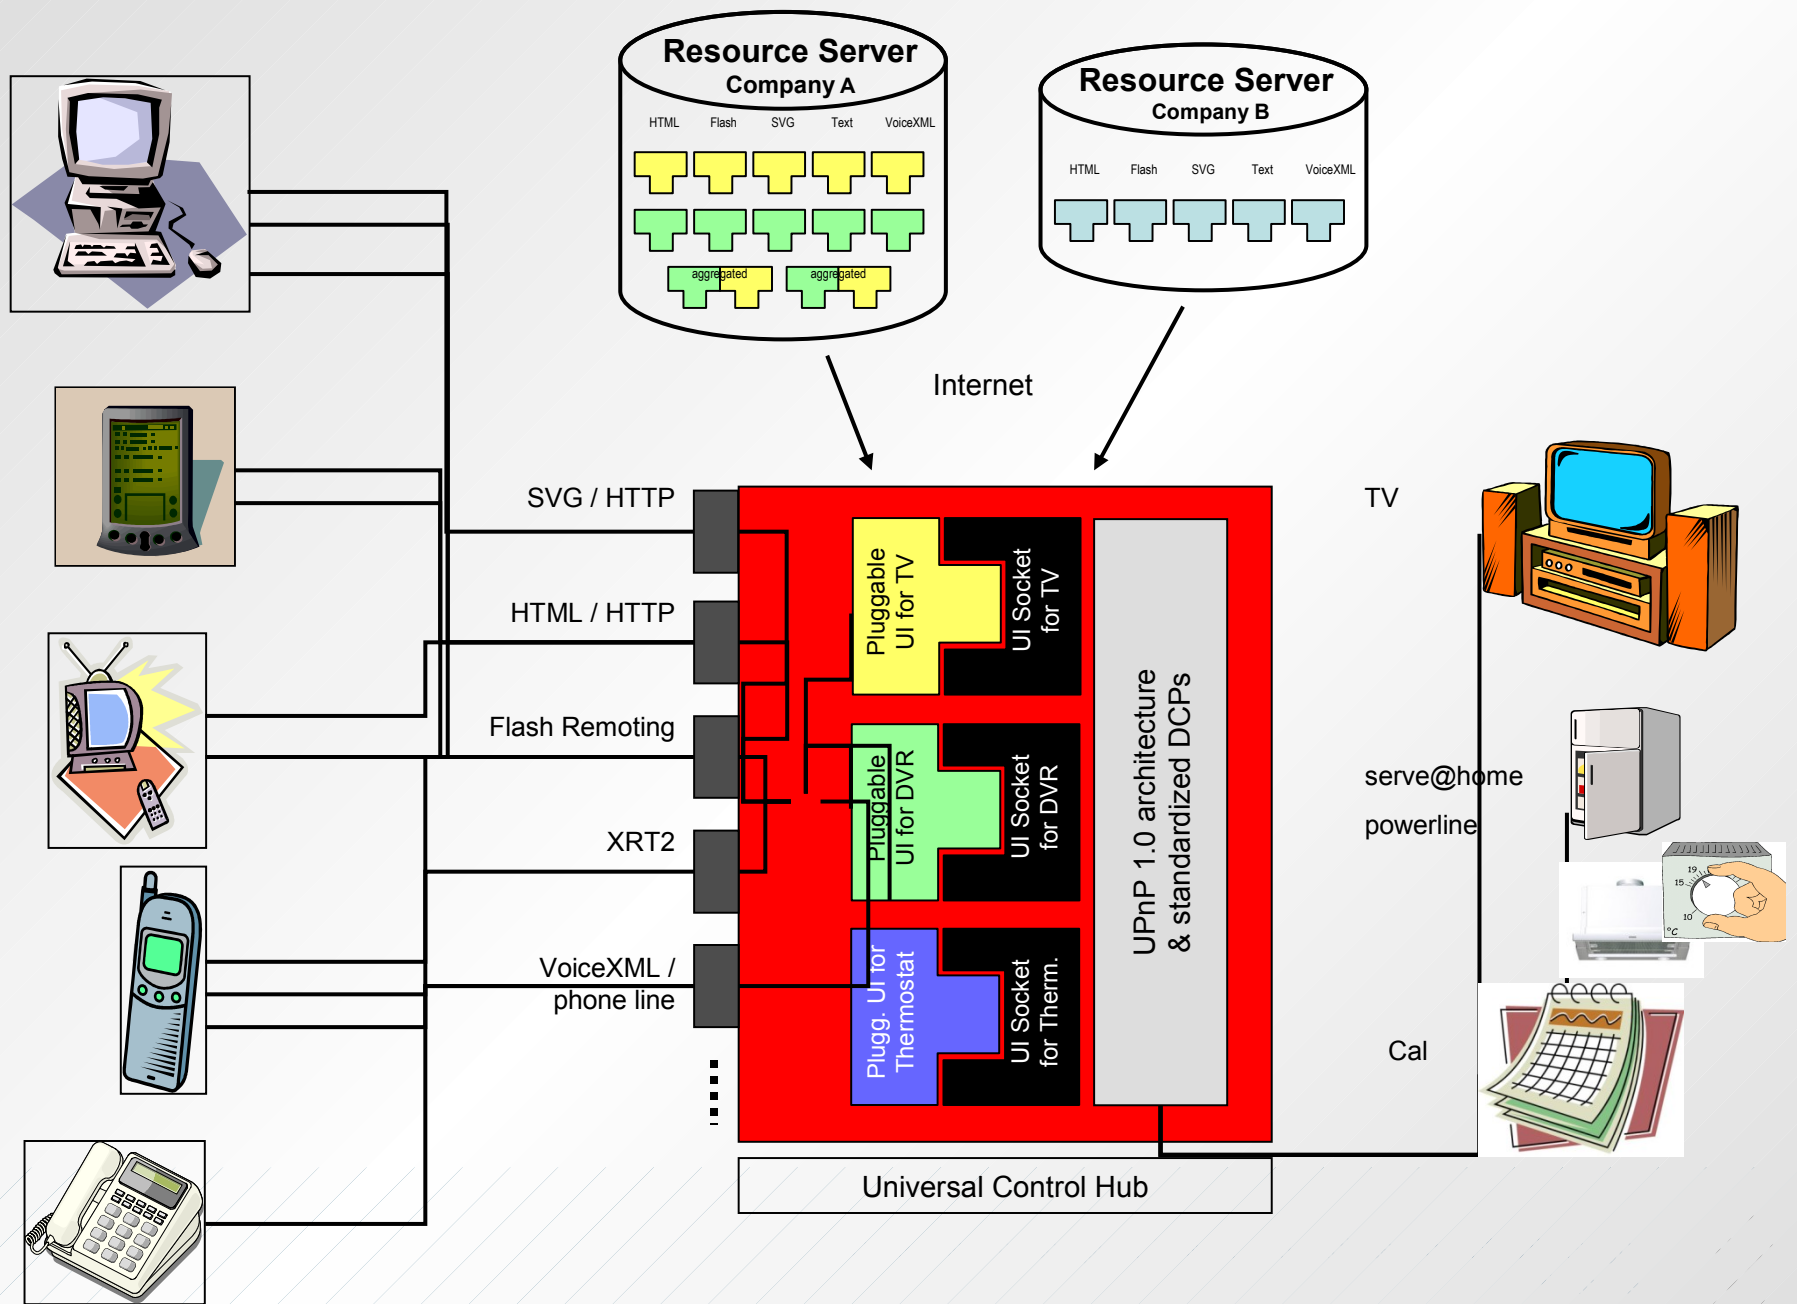 Resource Server
Company A
HTML Flash SVG Text VoiceXML
aggregated aggregated
Resource Server
Company B
HTML Flash SVG Text VoiceXML
Internet
SVG / HTTP
HTML / HTTP
Flash Remoting
XRT2
VoiceXML /
phone line
Pluggable
UI for TV
UI Socket
for TV
Pluggable
UI for DVR
UI Socket
for DVR
Plugg. UI for
Thermostat
UI Socket
for Therm.
UPnP 1.0 architecture
& standardized DCPs
Universal Control Hub
TV
serve@home
powerline
19
15
10
°C
Cal